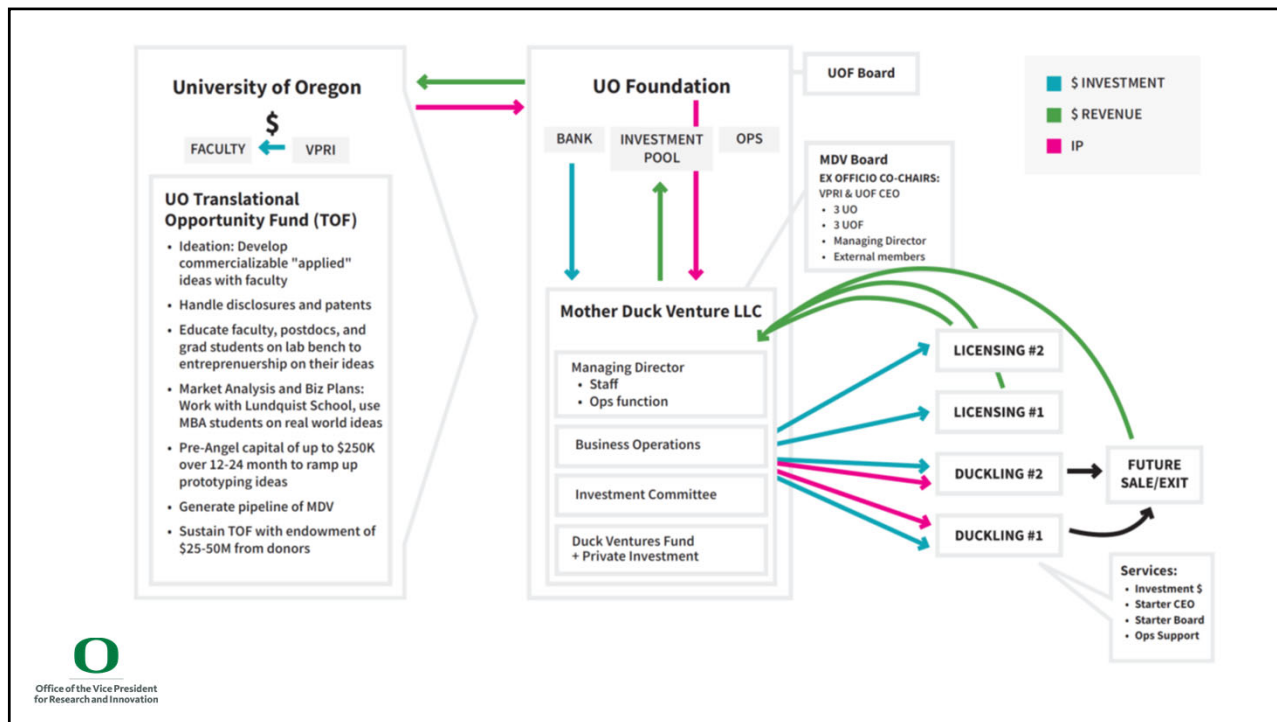 University of Oregon
$
FACULTY
VPRI
UO Translational
Opportunity Fund (TOF)
• Ideation: Develop
commercializable "applied"
ideas with faculty
• Handle disclosures and patents
• Educate faculty, postdocs, and
grad students on lab bench to
entreprenuership on their ideas
• Market Analysis and Biz Plans:
Work with Lundquist School, use
MBA students on real world ideas
• Pre-Angel capital of up to $250K
over 12-24 month to ramp up
prototyping ideas
• Generate pipeline of MDV
• Sustain TOF with endowment of
$25-50M from donors
UO Foundation
BANK
INVESTMENT
POOL
OPS
Mother Duck Venture LLC
Managing Director
• Staff
• Ops function
Business Operations
Investment Committee
Duck Ventures Fund
+ Private Investment
UOF Board
MDV Board
EX OFFICIO CO-CHAIRS:
VPRI & UOF CEO
• 3 UO
• 3 UOF
• Managing Director
• External members
$ INVESTMENT
$ REVENUE
IP
LICENSING #2
LICENSING #1
DUCKLING #2
DUCKLING #1
FUTURE
SALE/EXIT
Services:
• Investment $
• Starter CEO
• Starter Board
• Ops Support
O
Office of the Vice President
for Research and Innovation